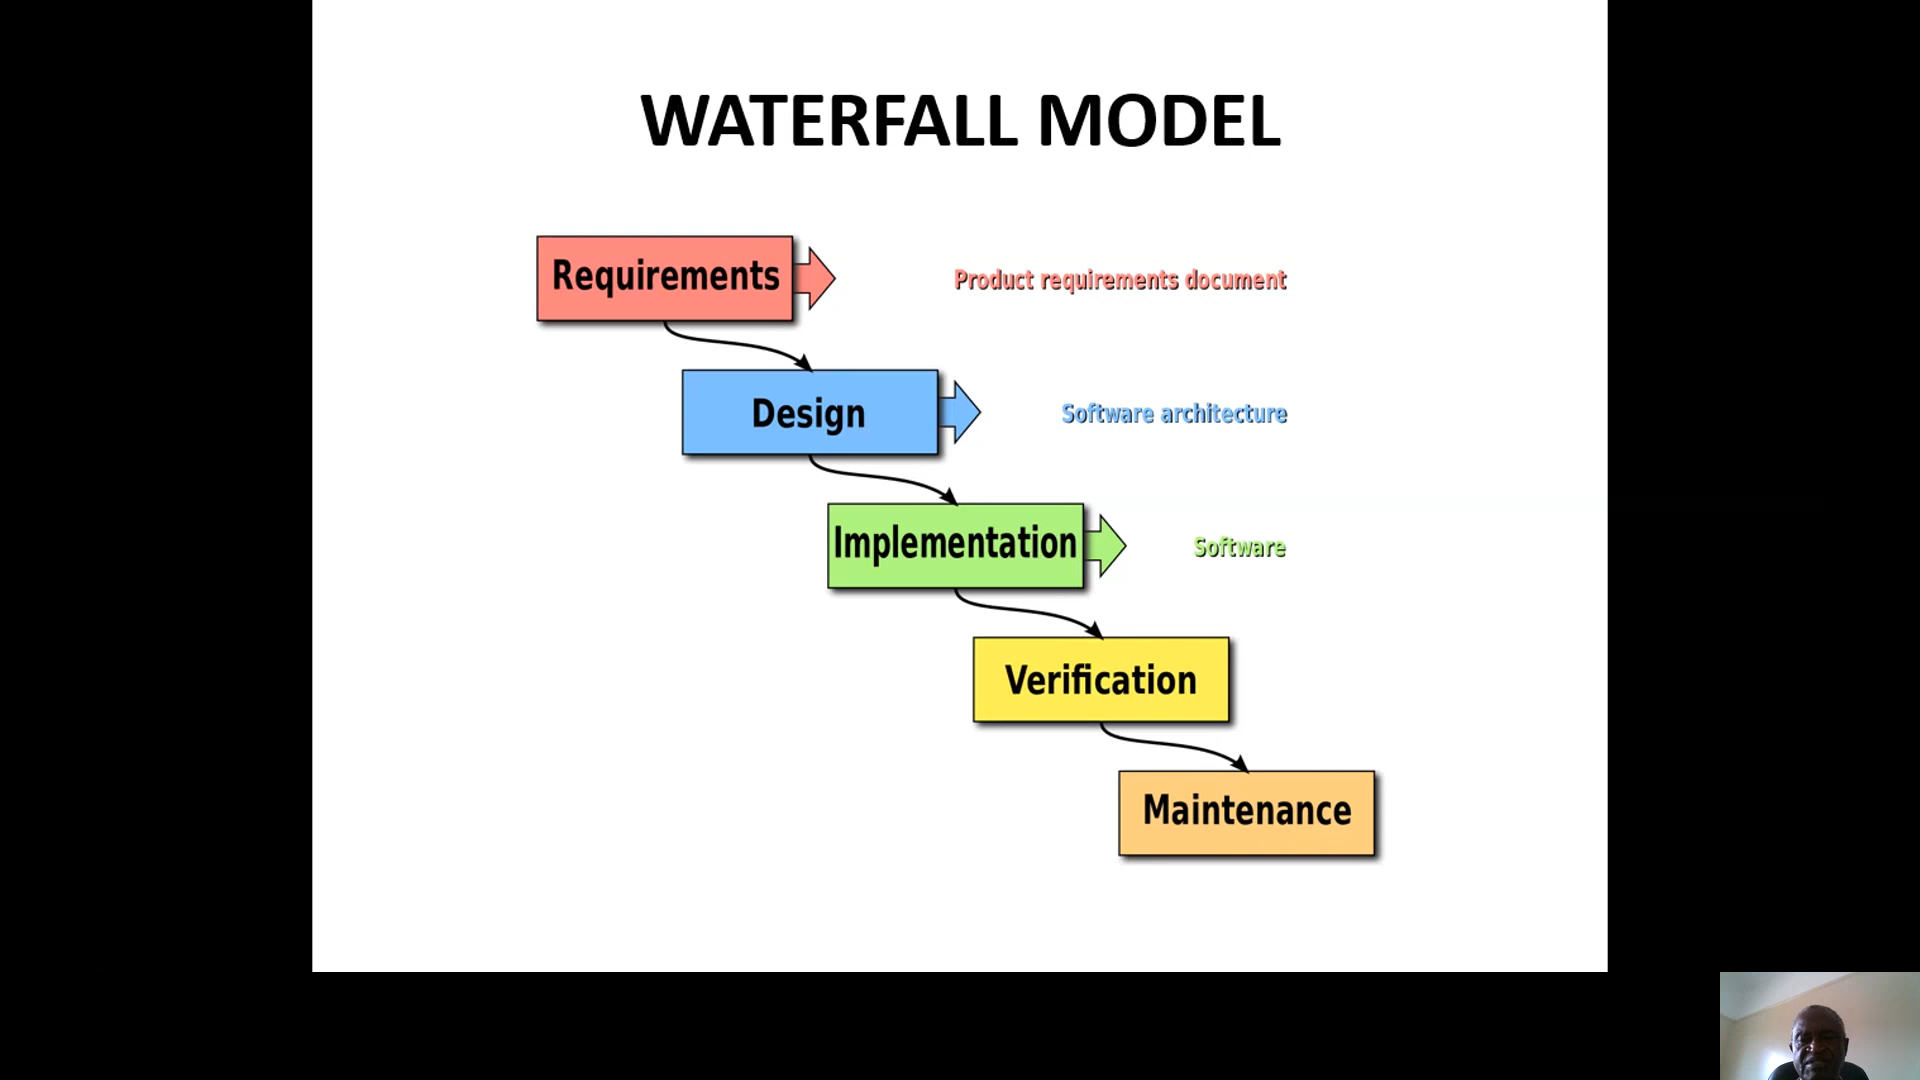 WATERFALL MODEL
Requirements
Product requirements document
Design
Software architecture
Implementation
Software
Verification
Maintenance